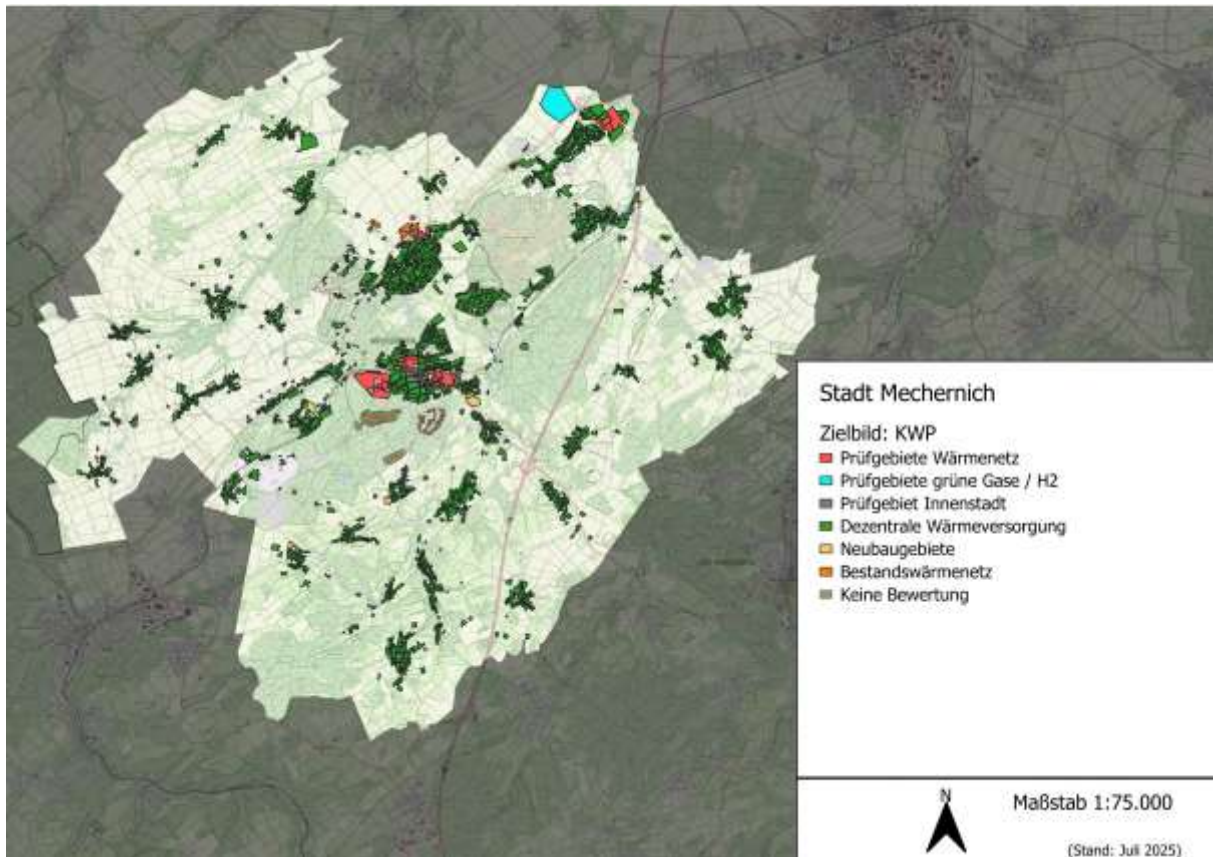 Stadt Mechernich
Zielbild: KWP
Prüfgebiete Wärmenetz
Prüfgebiete grüne Gase / H2
Prüfgebiet Innenstadt
Dezentrale Wärmeversorgung
Neubaugebiete
Bestandswärmenetz
Keine Bewertung
N
Maßstab 1:75.000
(Stand: Juli 2025)